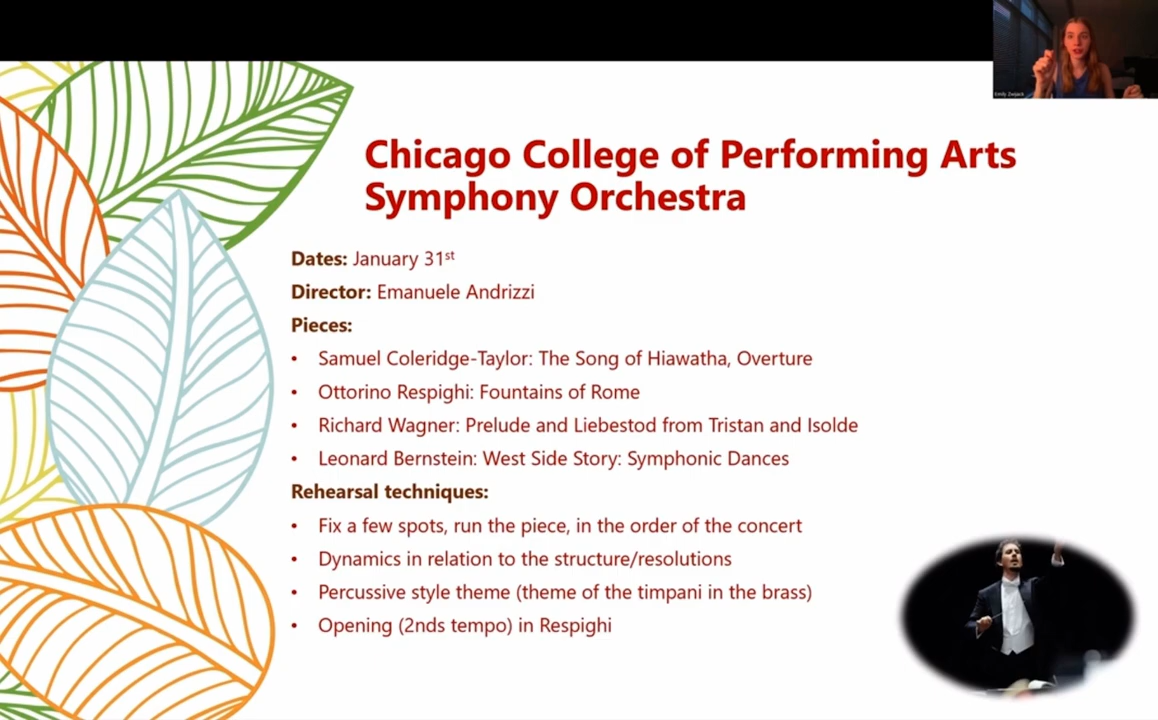 Emily Zwijack
Chicago College of Performing Arts
Symphony Orchestra
Dates: January 31st
Director: Emanuele Andrizzi
Pieces:
• Samuel Coleridge-Taylor: The Song of Hiawatha, Overture
• Ottorino Respighi: Fountains of Rome
• Richard Wagner: Prelude and Liebestod from Tristan and Isolde
• Leonard Bernstein: West Side Story: Symphonic Dances
Rehearsal techniques:
• Fix a few spots, run the piece, in the order of the concert
• Dynamics in relation to the structure/resolutions
• Percussive style theme (theme of the timpani in the brass)
• Opening (2nds tempo) in Respighi